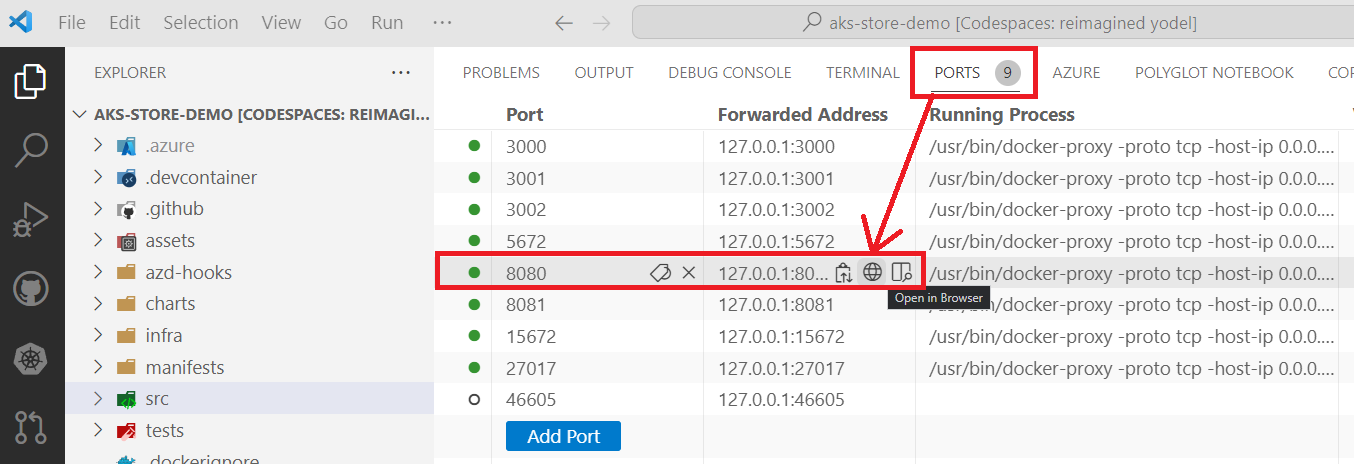 File Edit Selection View Go Run ··· aks-store-demo [Codespaces: reimagined yodel]
EXPLORER ···
AKS-STORE-DEMO [CODESPACES: REIMAGI...
.azure
.devcontainer
.github
assets
azd-hooks
charts
infra
manifests
src
tests
.dockerignore
PROBLEMS OUTPUT DEBUG CONSOLE TERMINAL PORTS 9 AZURE POLYGLOT NOTEBOOK COP
Port Forwarded Address Running Process
3000 127.0.0.1:3000 /usr/bin/docker-proxy -proto tcp -host-ip 0.0.0....
3001 127.0.0.1:3001 /usr/bin/docker-proxy -proto tcp -host-ip 0.0.0....
3002 127.0.0.1:3002 /usr/bin/docker-proxy -proto tcp -host-ip 0.0.0....
5672 127.0.0.1:5672 /usr/bin/docker-proxy -proto tcp -host-ip 0.0.0....
8080 127.0.0.1:80... /usr/bin/docker-proxy -proto tcp -host-ip 0.0.0....
Open in Browser
8081 127.0.0.1:8081 /usr/bin/docker-proxy -proto tcp -host-ip 0.0.0....
15672 127.0.0.1:15672 /usr/bin/docker-proxy -proto tcp -host-ip 0.0.0....
27017 127.0.0.1:27017 /usr/bin/docker-proxy -proto tcp -host-ip 0.0.0....
46605 127.0.0.1:46605
Add Port